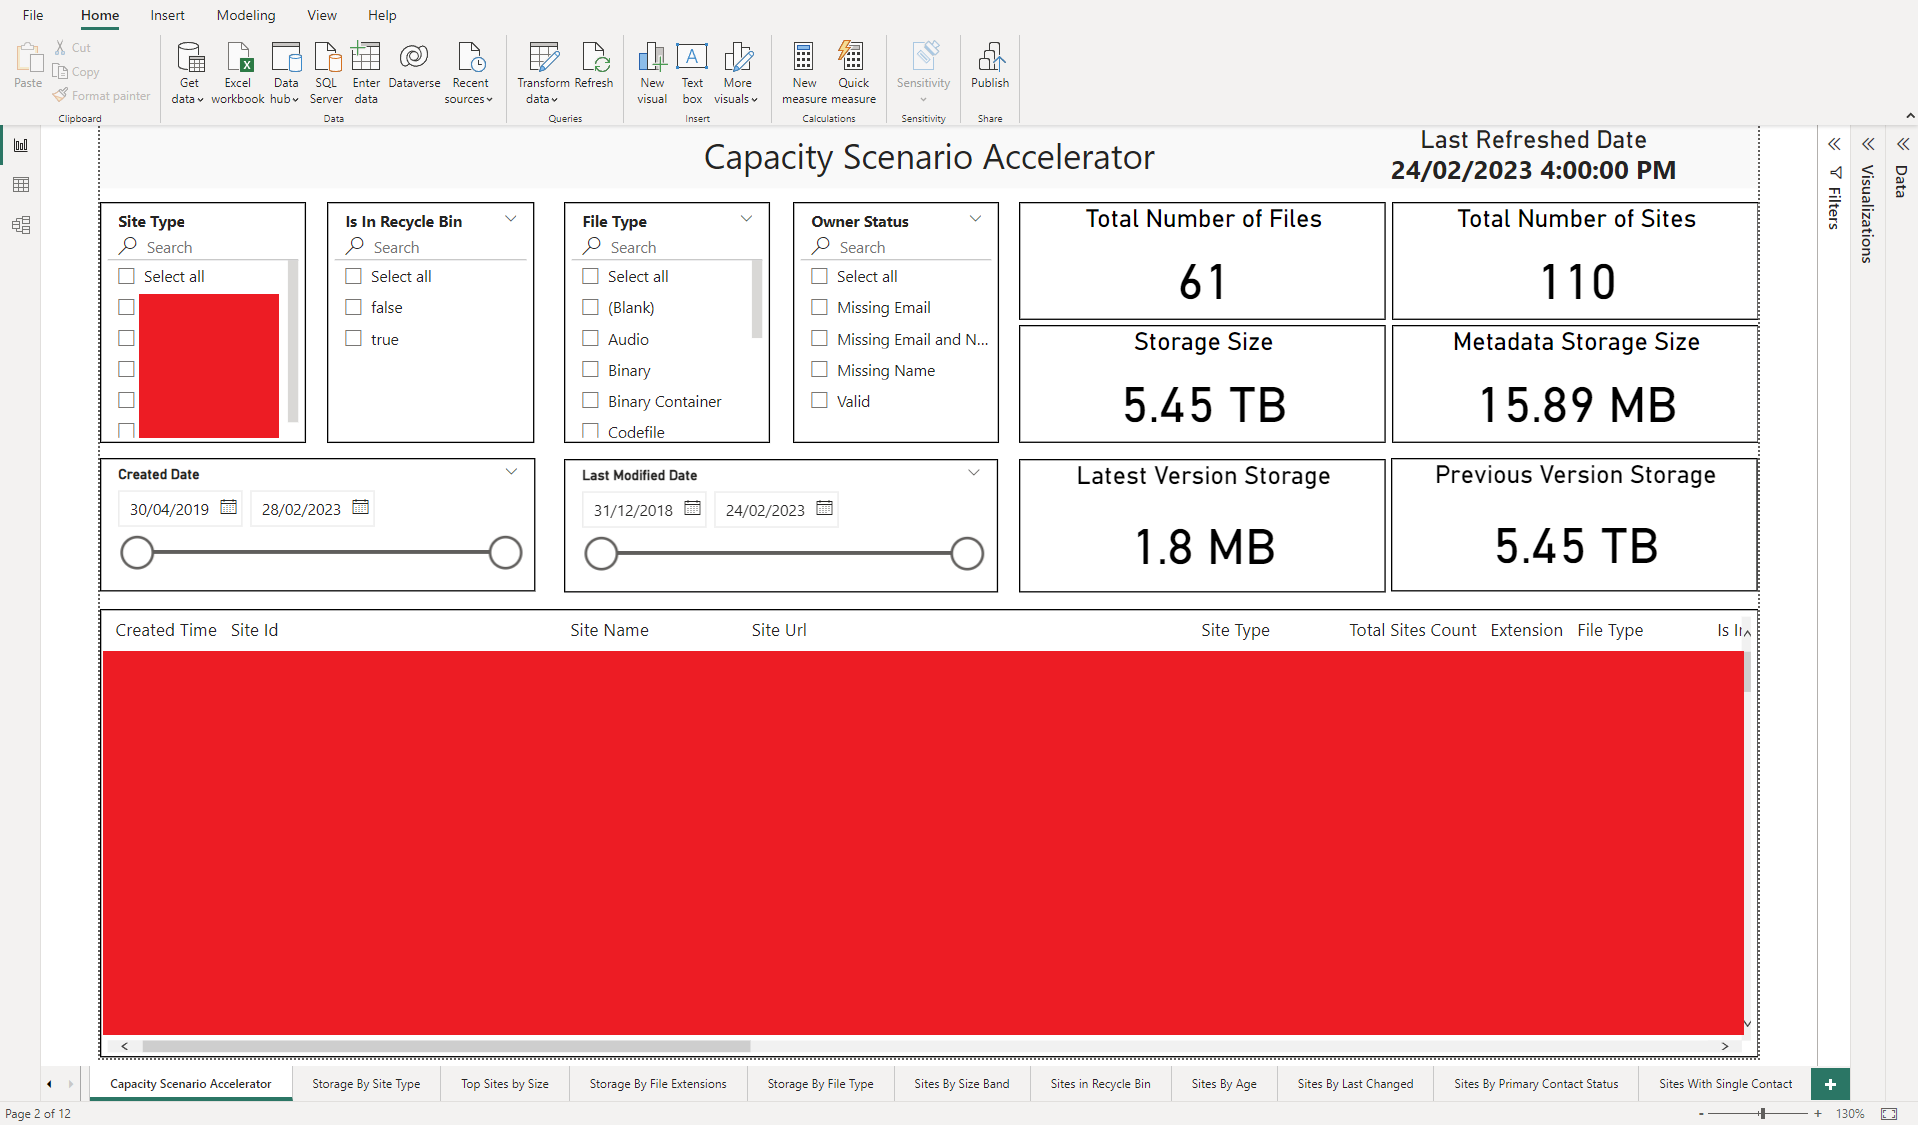 File Home Insert Modeling View Help
Paste Cut Copy Format painter
Get data Excel workbook Data hub SQL Server Enter data Dataverse Recent sources
Transform data Refresh New visual Text box More visuals New measure Quick measure Sensitivity Publish
Clipboard Data Queries Insert Calculations Sensitivity Share
Capacity Scenario Accelerator
Last Refreshed Date
24/02/2023 4:00:00 PM
Filters
Visualizations
Data
Site Type
Search
Select all
Is In Recycle Bin
Search
Select all
false
true
File Type
Search
Select all
(Blank)
Audio
Binary
Binary Container
Codefile
Owner Status
Search
Select all
Missing Email
Missing Email and N...
Missing Name
Valid
Total Number of Files
61
Total Number of Sites
110
Storage Size
5.45 TB
Metadata Storage Size
15.89 MB
Created Date
30/04/2019 28/02/2023
Last Modified Date
31/12/2018 24/02/2023
Latest Version Storage
1.8 MB
Previous Version Storage
5.45 TB
Created Time Site Id Site Name Site Url Site Type Total Sites Count Extension File Type Is
Capacity Scenario Accelerator Storage By Site Type Top Sites by Size Storage By File Extensions Storage By File Type Sites By Size Band Sites in Recycle Bin Sites By Age Sites By Last Changed Sites By Primary Contact Status Sites With Single Contact +
Page 2 of 12
- + 130%